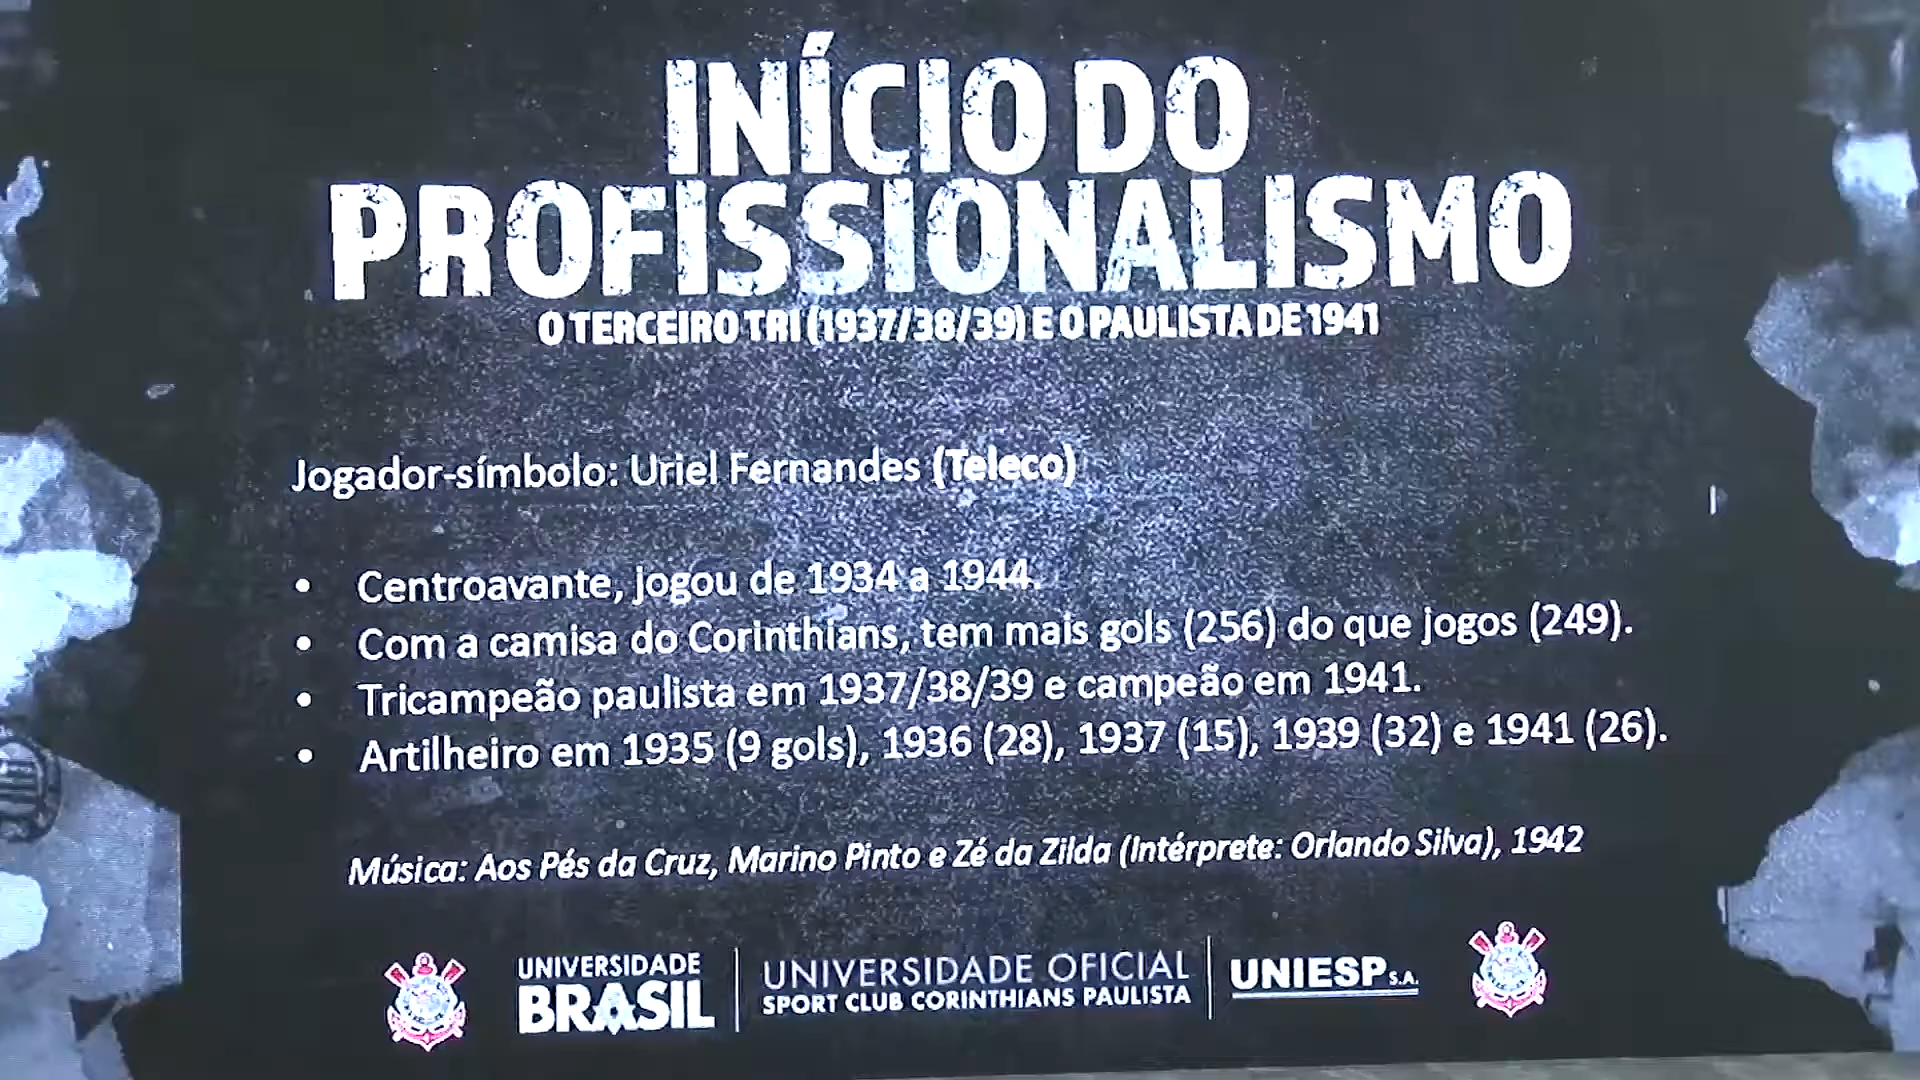 INÍCIO DO
PROFISSIONALISMO
O TERCEIRO TRI (1937/38/39) E O PAULISTA DE 1941
Jogador-símbolo: Uriel Fernandes (Teleco)
• Centroavante, jogou de 1934 a 1944.
• Com a camisa do Corinthians, tem mais gols (256) do que jogos (249).
• Tricampeão paulista em 1937/38/39 e campeão em 1941.
• Artilheiro em 1935 (9 gols), 1936 (28), 1937 (15), 1939 (32) e 1941 (26).
Música: Aos Pés da Cruz, Marino Pinto e Zé da Zilda (Intérprete: Orlando Silva), 1942
UNIVERSIDADE
BRASIL
UNIVERSIDADE OFICIAL
SPORT CLUB CORINTHIANS PAULISTA
UNIESP S.A.